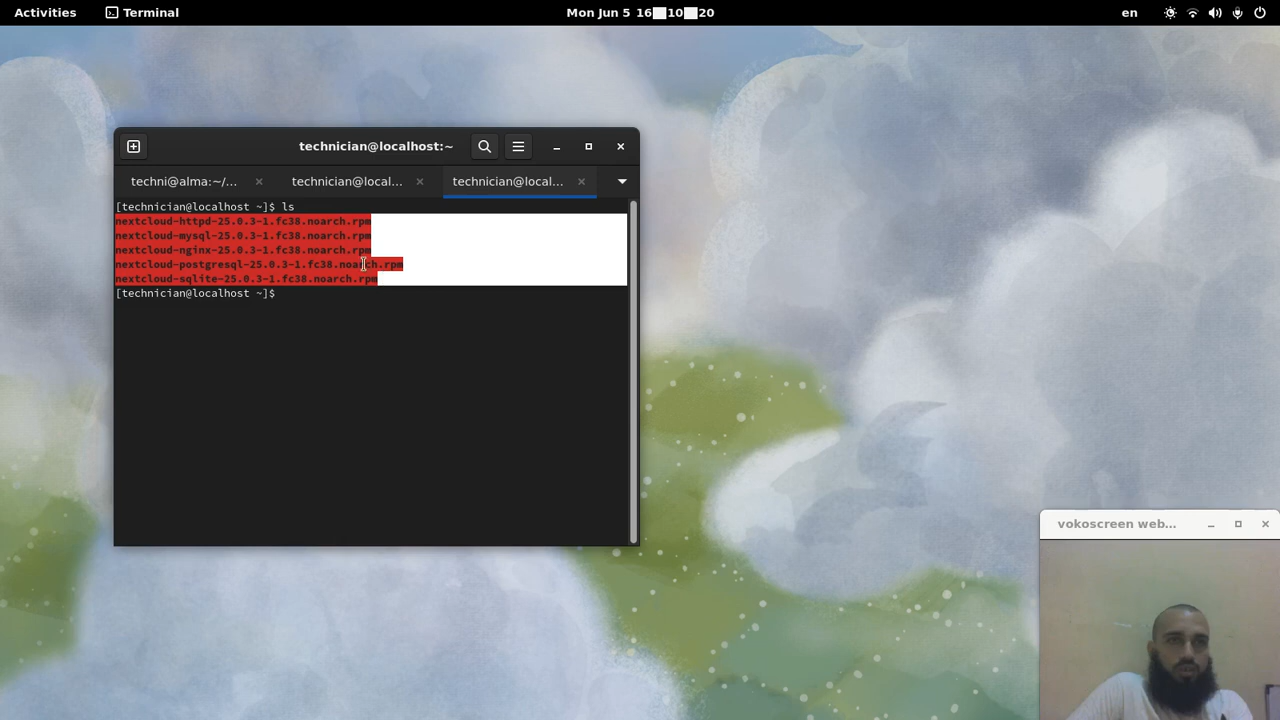 Activities
Terminal
Mon Jun 5 16 10 20
en
technician@localhost:~
techni@alma:~/...
technician@local...
technician@local...
[technician@localhost ~]$ ls
nextcloud-httpd-25.0.3-1.fc38.noarch.rpm
nextcloud-mysql-25.0.3-1.fc38.noarch.rpm
nextcloud-nginx-25.0.3-1.fc38.noarch.rpm
nextcloud-postgresql-25.0.3-1.fc38.noarch.rpm
nextcloud-sqlite-25.0.3-1.fc38.noarch.rpm
[technician@localhost ~]$
vokoscreen web...